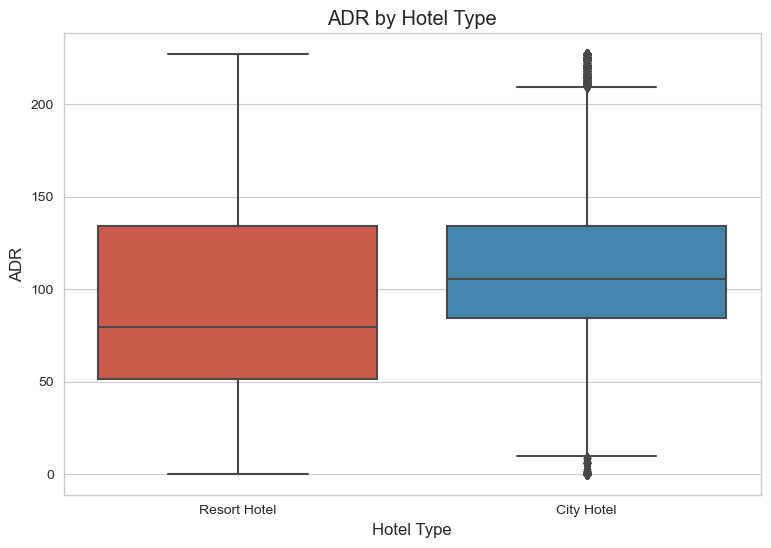 ADR by Hotel Type
200
150
100
50
0
ADR
Resort Hotel
City Hotel
Hotel Type